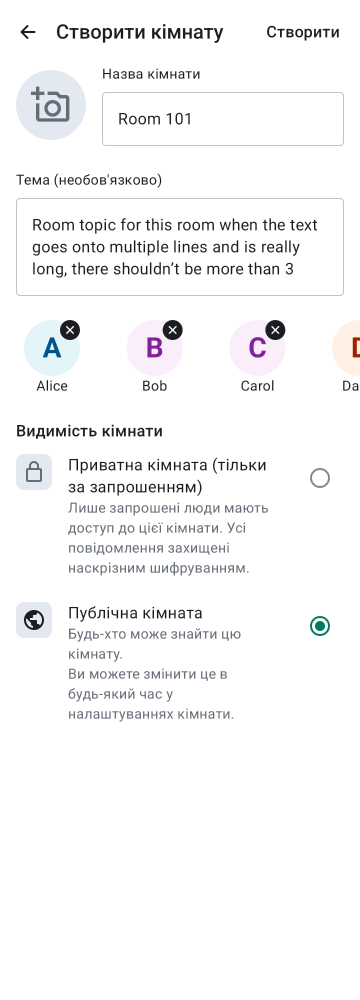 Створити кімнату
Створити
Назва кімнати
Room 101
Тема (необов'язково)
Room topic for this room when the text
goes onto multiple lines and is really
long, there shouldn’t be more than 3
A
B
C
D
Alice
Bob
Carol
Da
Видимість кімнати
Приватна кімната (тільки
за запрошенням)
Лише запрошені люди мають
доступ до цієї кімнати. Усі
повідомлення захищені
наскрізним шифруванням.
Публічна кімната
Будь-хто може знайти цю
кімнату.
Ви можете змінити це в
будь-який час у
налаштуваннях кімнати.